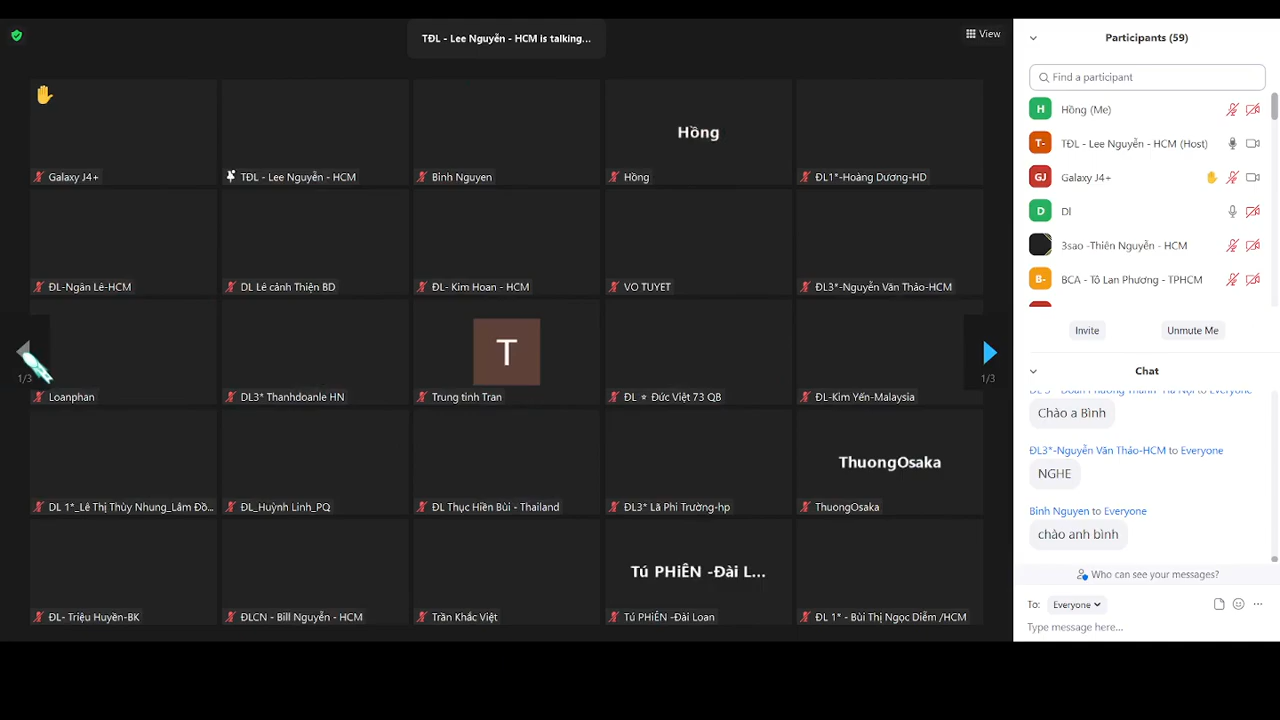 TĐL - Lee Nguyễn - HCM is talking...
View
Galaxy J4+
TĐL - Lee Nguyễn - HCM
Bình Nguyen
Hồng
Hồng
ĐL1*-Hoàng Dương-HD
ĐL-Ngân Lê-HCM
DL Lê cảnh Thiện BD
ĐL- Kim Hoan - HCM
VO TUYET
ĐL3*-Nguyễn Văn Thảo-HCM
1/3
Loanphan
DL3* Thanhdoanle HN
T
Trung tính Tran
ĐL ⭐ Đức Việt 73 QB
ĐL-Kim Yến-Malaysia
1/3
DL 1*_Lê Thị Thùy Nhung_Lâm Đồ...
ĐL_Huỳnh Linh_PQ
ĐL Thục Hiền Bùi - Thailand
ĐL3* Lã Phi Trường-hp
ThuongOsaka
ThuongOsaka
ĐL- Triệu Huyền-BK
ĐLCN - Bill Nguyễn - HCM
Trần Khắc Việt
Tú PHiÊN -Đài L...
Tú PHiÊN -Đài Loan
ĐL 1* - Bùi Thị Ngọc Diễm /HCM
Participants (59)
Find a participant
H Hồng (Me)
T- TĐL - Lee Nguyễn - HCM (Host)
GJ Galaxy J4+
D Dl
3sao -Thiên Nguyễn - HCM
B- BCA - Tô Lan Phương - TPHCM
Invite
Unmute Me
Chat
Chào a Bình
ĐL3*-Nguyễn Văn Thảo-HCM to Everyone
NGHE
Bình Nguyen to Everyone
chào anh bình
Who can see your messages?
To: Everyone
Type message here...